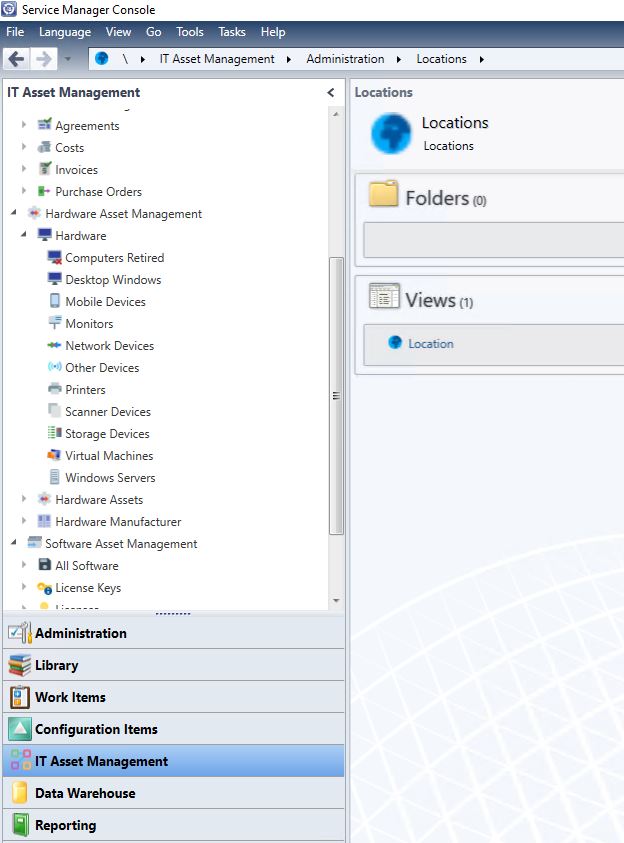 Service Manager Console
File Language View Go Tools Tasks Help
\ IT Asset Management Administration Locations
IT Asset Management <
Agreements
Costs
Invoices
Purchase Orders
Hardware Asset Management
Hardware
Computers Retired
Desktop Windows
Mobile Devices
Monitors
Network Devices
Other Devices
Printers
Scanner Devices
Storage Devices
Virtual Machines
Windows Servers
Hardware Assets
Hardware Manufacturer
Software Asset Management
All Software
License Keys
Administration
Library
Work Items
Configuration Items
IT Asset Management
Data Warehouse
Reporting
Locations
Locations
Locations
Folders (0)
Views (1)
Location